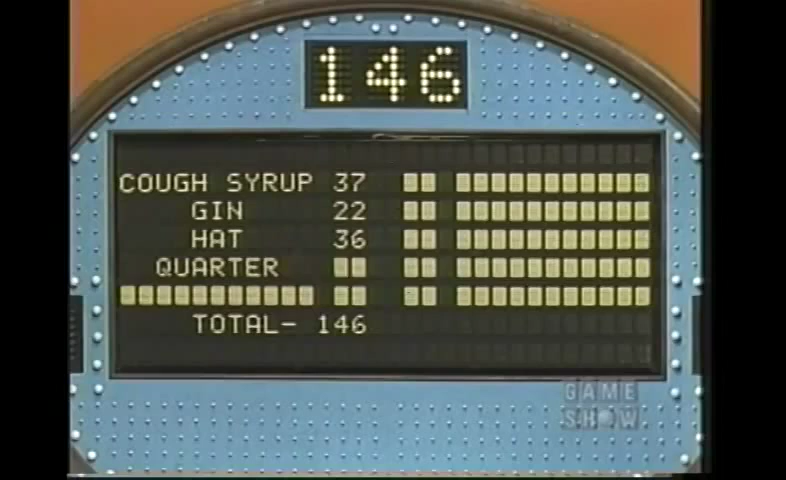 146
COUGH SYRUP 37
GIN 22
HAT 36
QUARTER
TOTAL- 146
GAME
SHOW